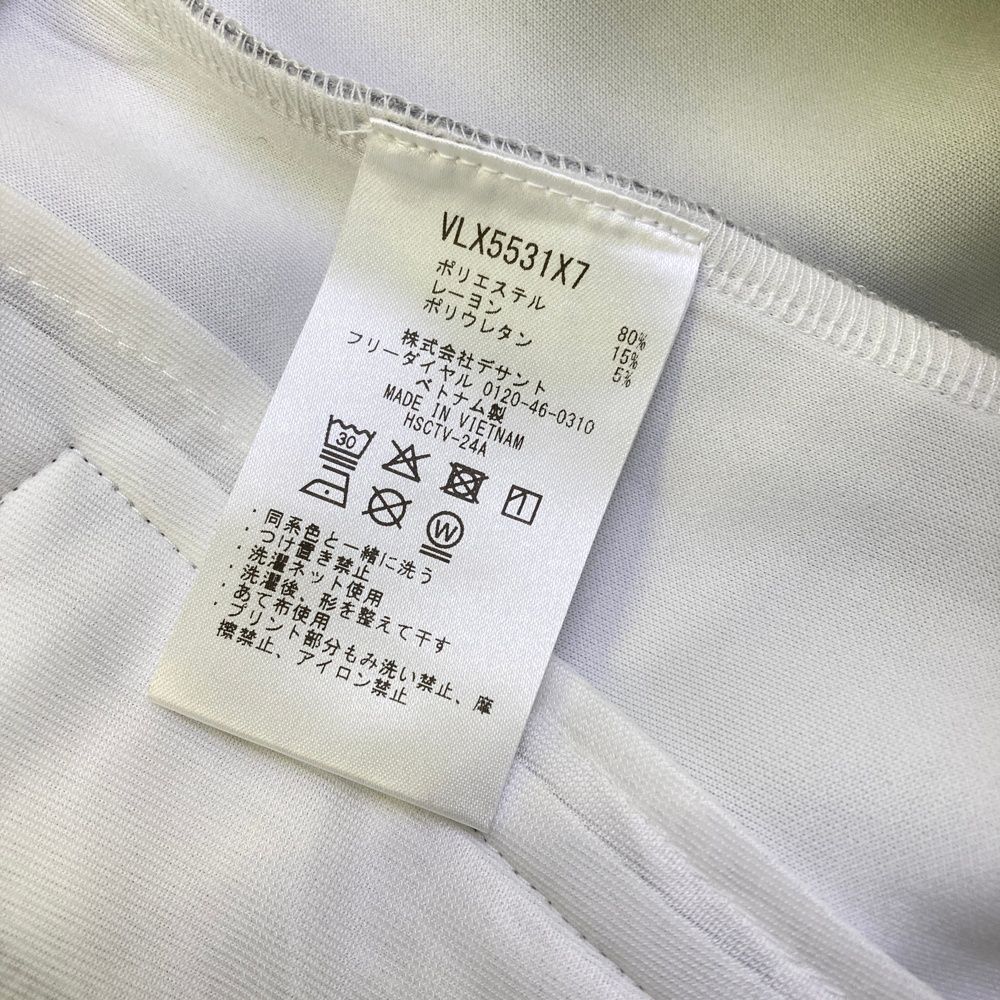 VLX5531X7
ポリエステル 80%
レーヨン 15%
ポリウレタン 5%
株式会社デサント
フリーダイヤル 0120-46-0310
ベトナム製
MADE IN VIETNAM
HSCTV-24A
30
W
・同系色と一緒に洗う
・つけ置き禁止
・洗濯ネット使用
・洗濯後、形を整えて干す
・あて布使用
・プリント部分もみ洗い禁止、摩
擦禁止、アイロン禁止